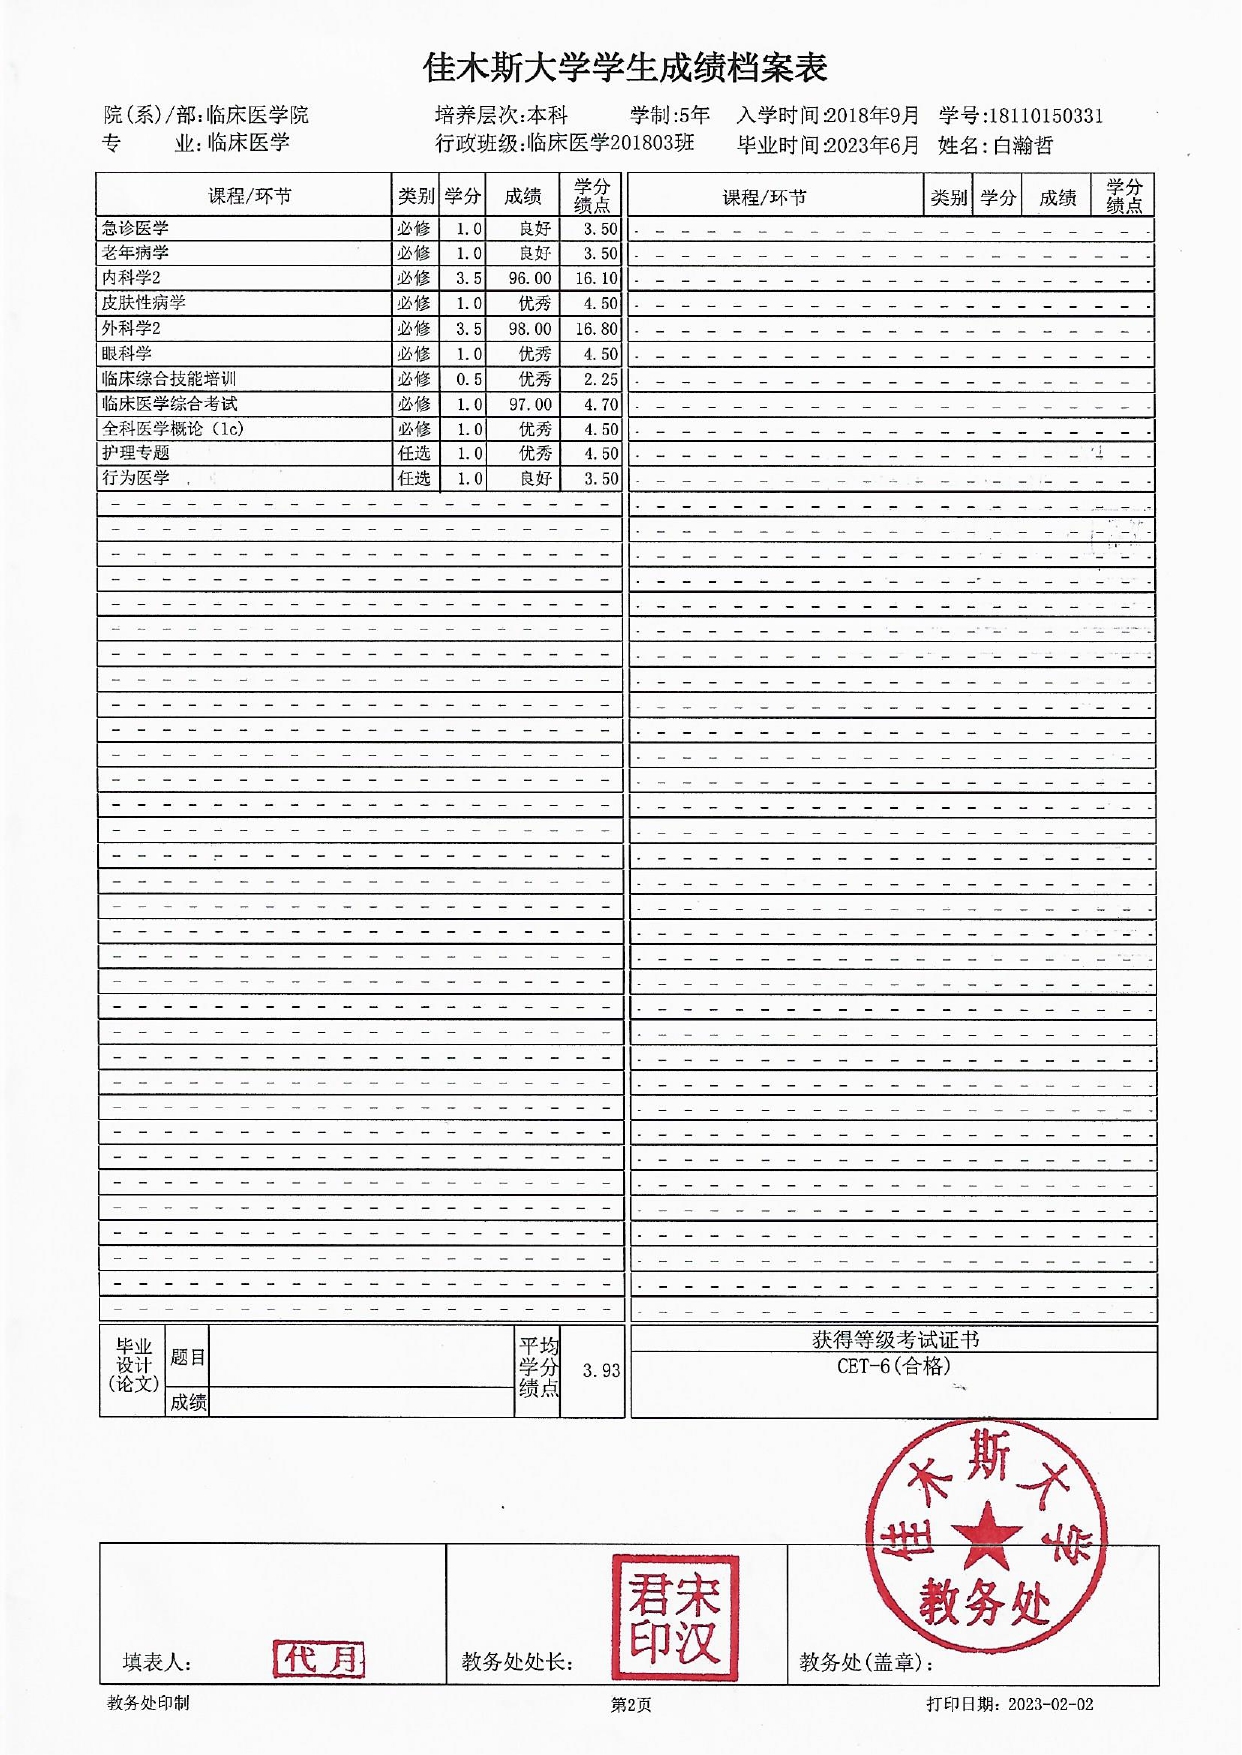 佳木斯大学学生成绩档案表
院(系)/部:临床医学院 培养层次:本科 学制:5年 入学时间:2018年9月 学号:18110150331
专 业:临床医学 行政班级:临床医学201803班 毕业时间:2023年6月 姓名:白瀚哲
课程/环节 类别 学分 成绩 学分绩点 课程/环节 类别 学分 成绩 学分绩点
急诊医学 必修 1.0 良好 3.50
老年病学 必修 1.0 良好 3.50
内科学2 必修 3.5 96.00 16.10
皮肤性病学 必修 1.0 优秀 4.50
外科学2 必修 3.5 98.00 16.80
眼科学 必修 1.0 优秀 4.50
临床综合技能培训 必修 0.5 优秀 2.25
临床医学综合考试 必修 1.0 97.00 4.70
全科医学概论（1c） 必修 1.0 优秀 4.50
护理专题 任选 1.0 优秀 4.50
行为医学 任选 1.0 良好 3.50
毕业设计(论文) 题目 平均学分绩点 3.93 获得等级考试证书
成绩 CET-6(合格)
佳木斯大学
教务处
填表人: 代月 教务处处长: 宋汉君印 教务处(盖章):
教务处印制 第2页 打印日期: 2023-02-02